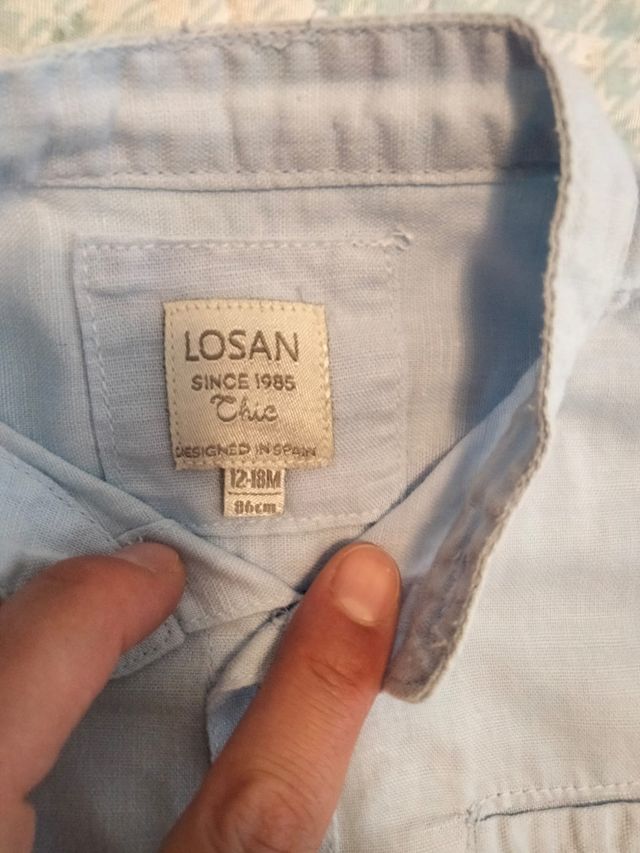 LOSAN
SINCE 1985
Chic
DESIGNED IN SPAIN
12-18M
86cm